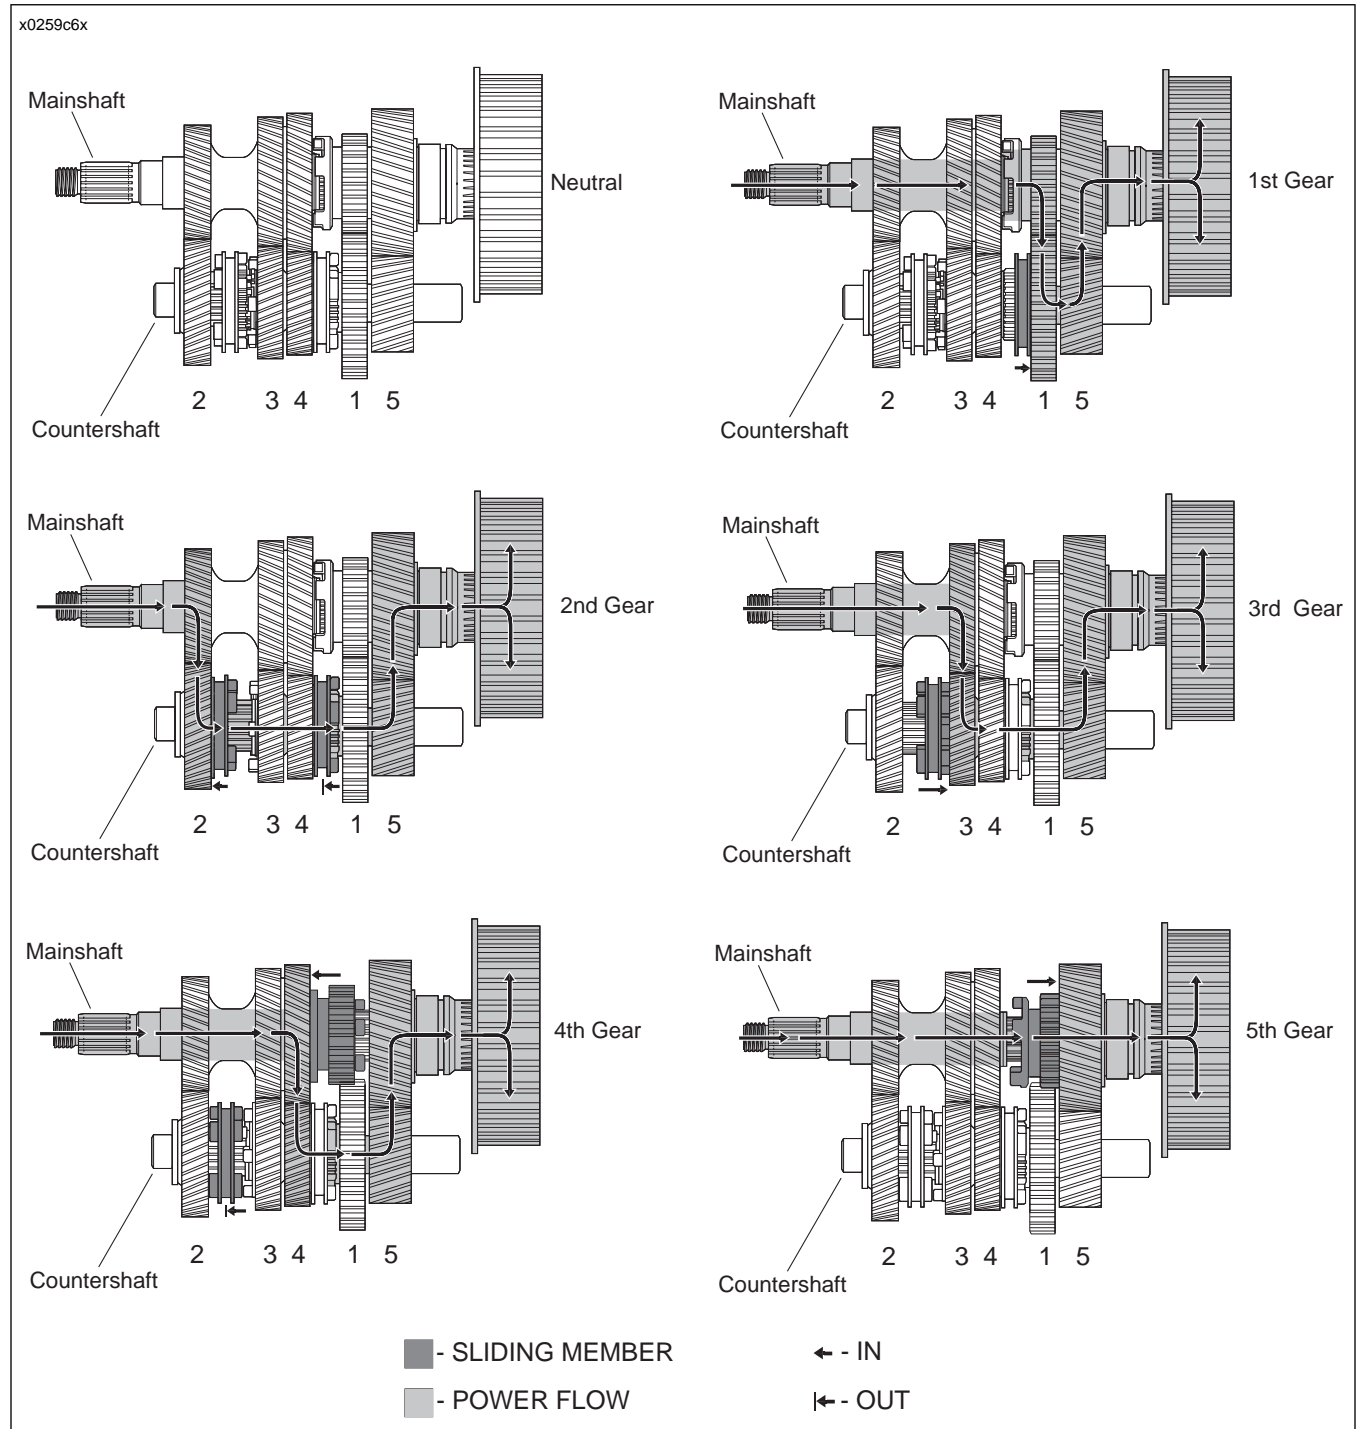 x0259c6x
Mainshaft
Neutral
2 3 4 1 5
Countershaft
Mainshaft
1st Gear
2 3 4 1 5
Countershaft
Mainshaft
2nd Gear
2 3 4 1 5
Countershaft
Mainshaft
3rd Gear
2 3 4 1 5
Countershaft
Mainshaft
4th Gear
2 3 4 1 5
Countershaft
Mainshaft
5th Gear
2 3 4 1 5
Countershaft
- SLIDING MEMBER
- IN
- POWER FLOW
- OUT